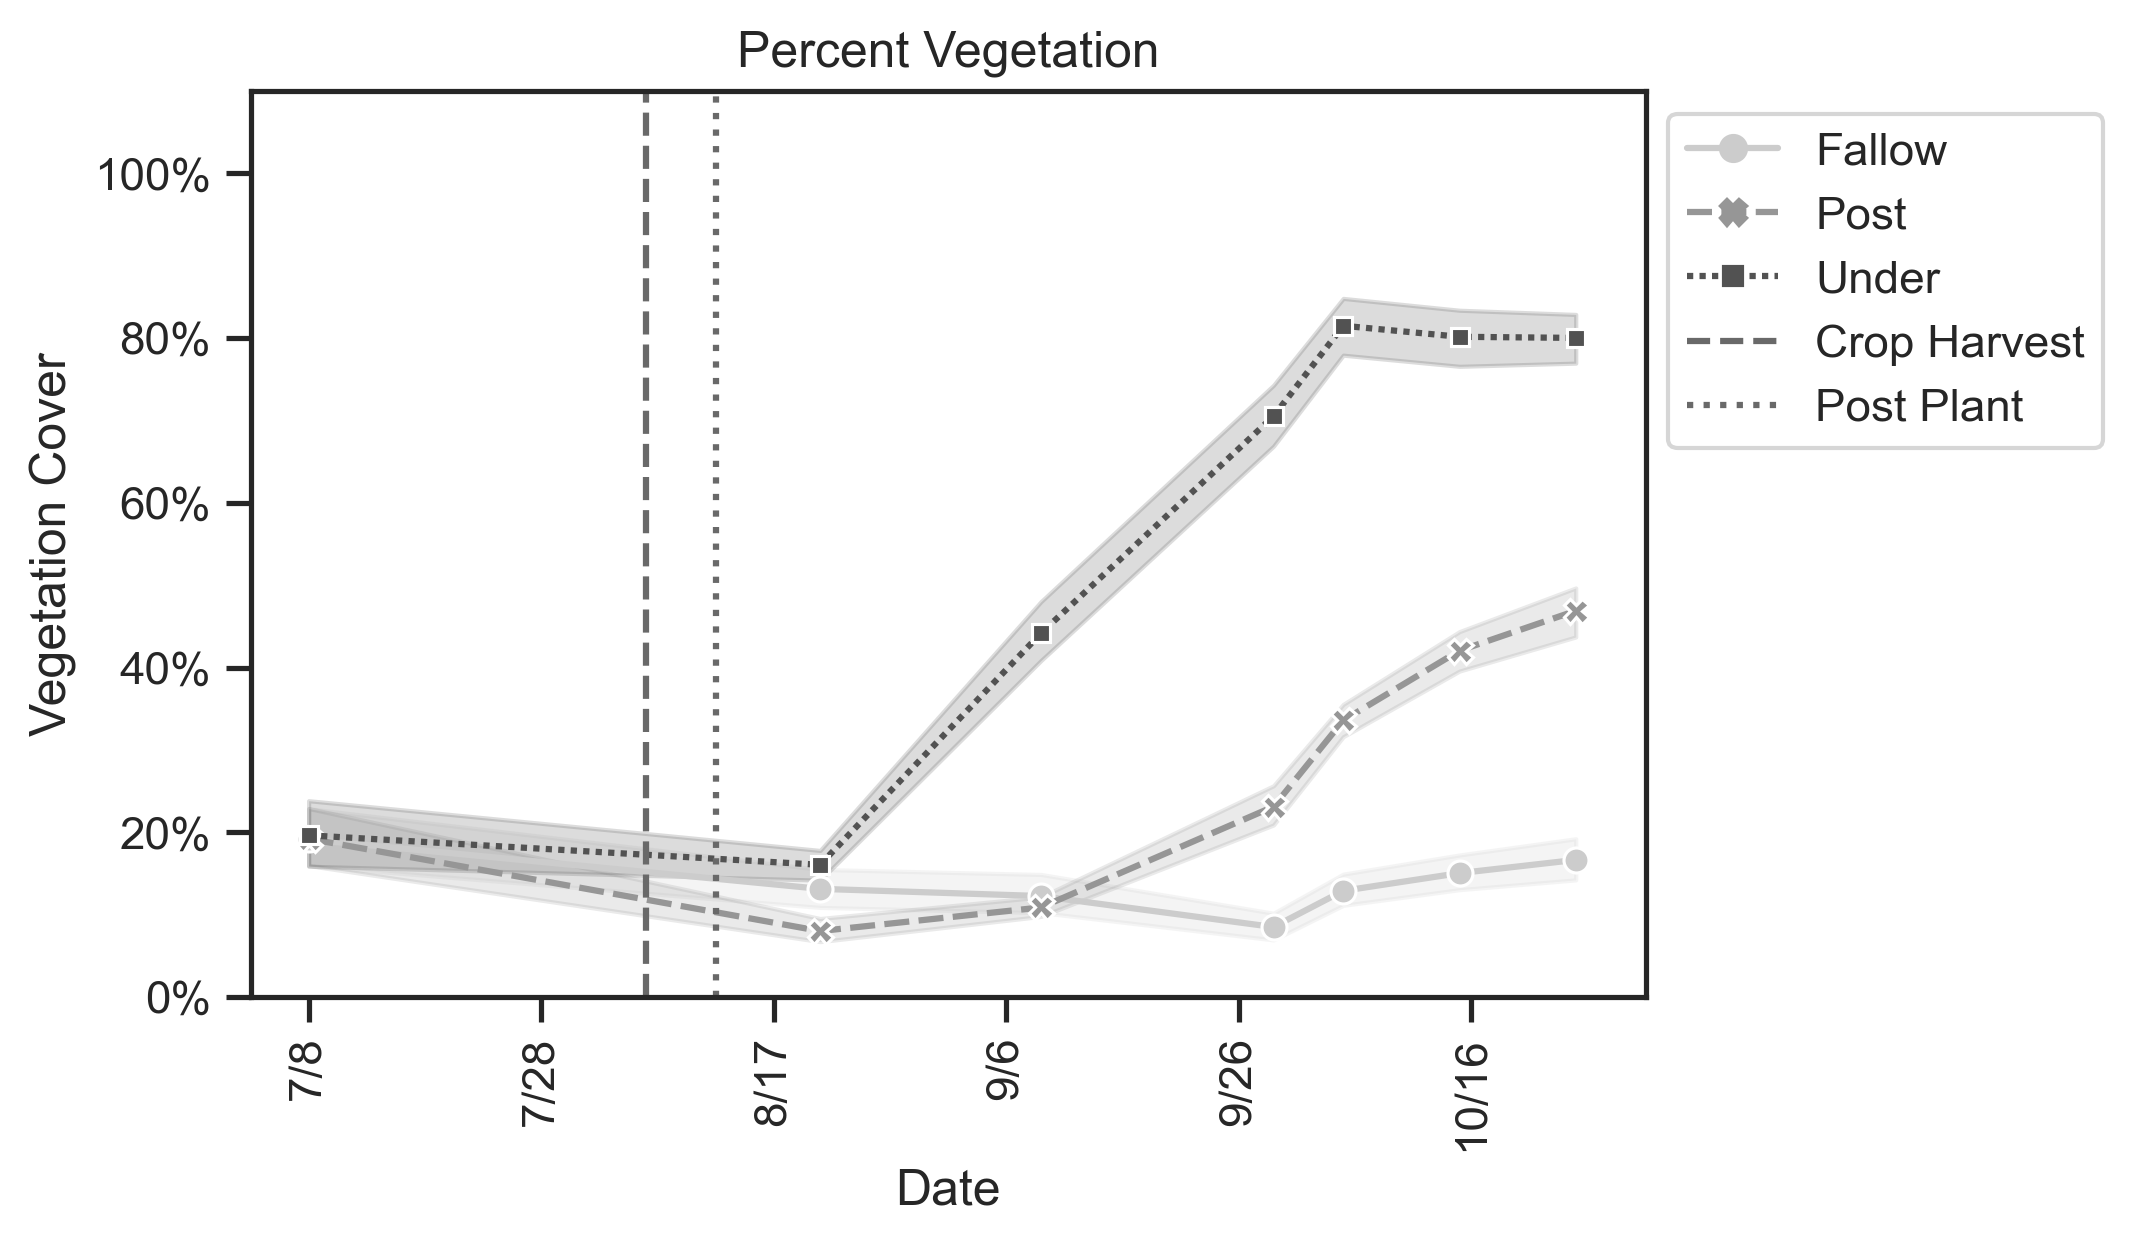 Percent Vegetation
100%
80%
60%
40%
20%
0%
Vegetation Cover
7/8
7/28
8/17
9/6
9/26
10/16
Date
Fallow
Post
Under
Crop Harvest
Post Plant